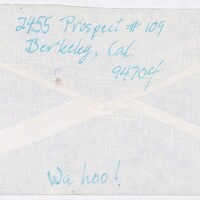 2455 Prospect # 109
Berkeley, Cal.
94704
Wa hoo!